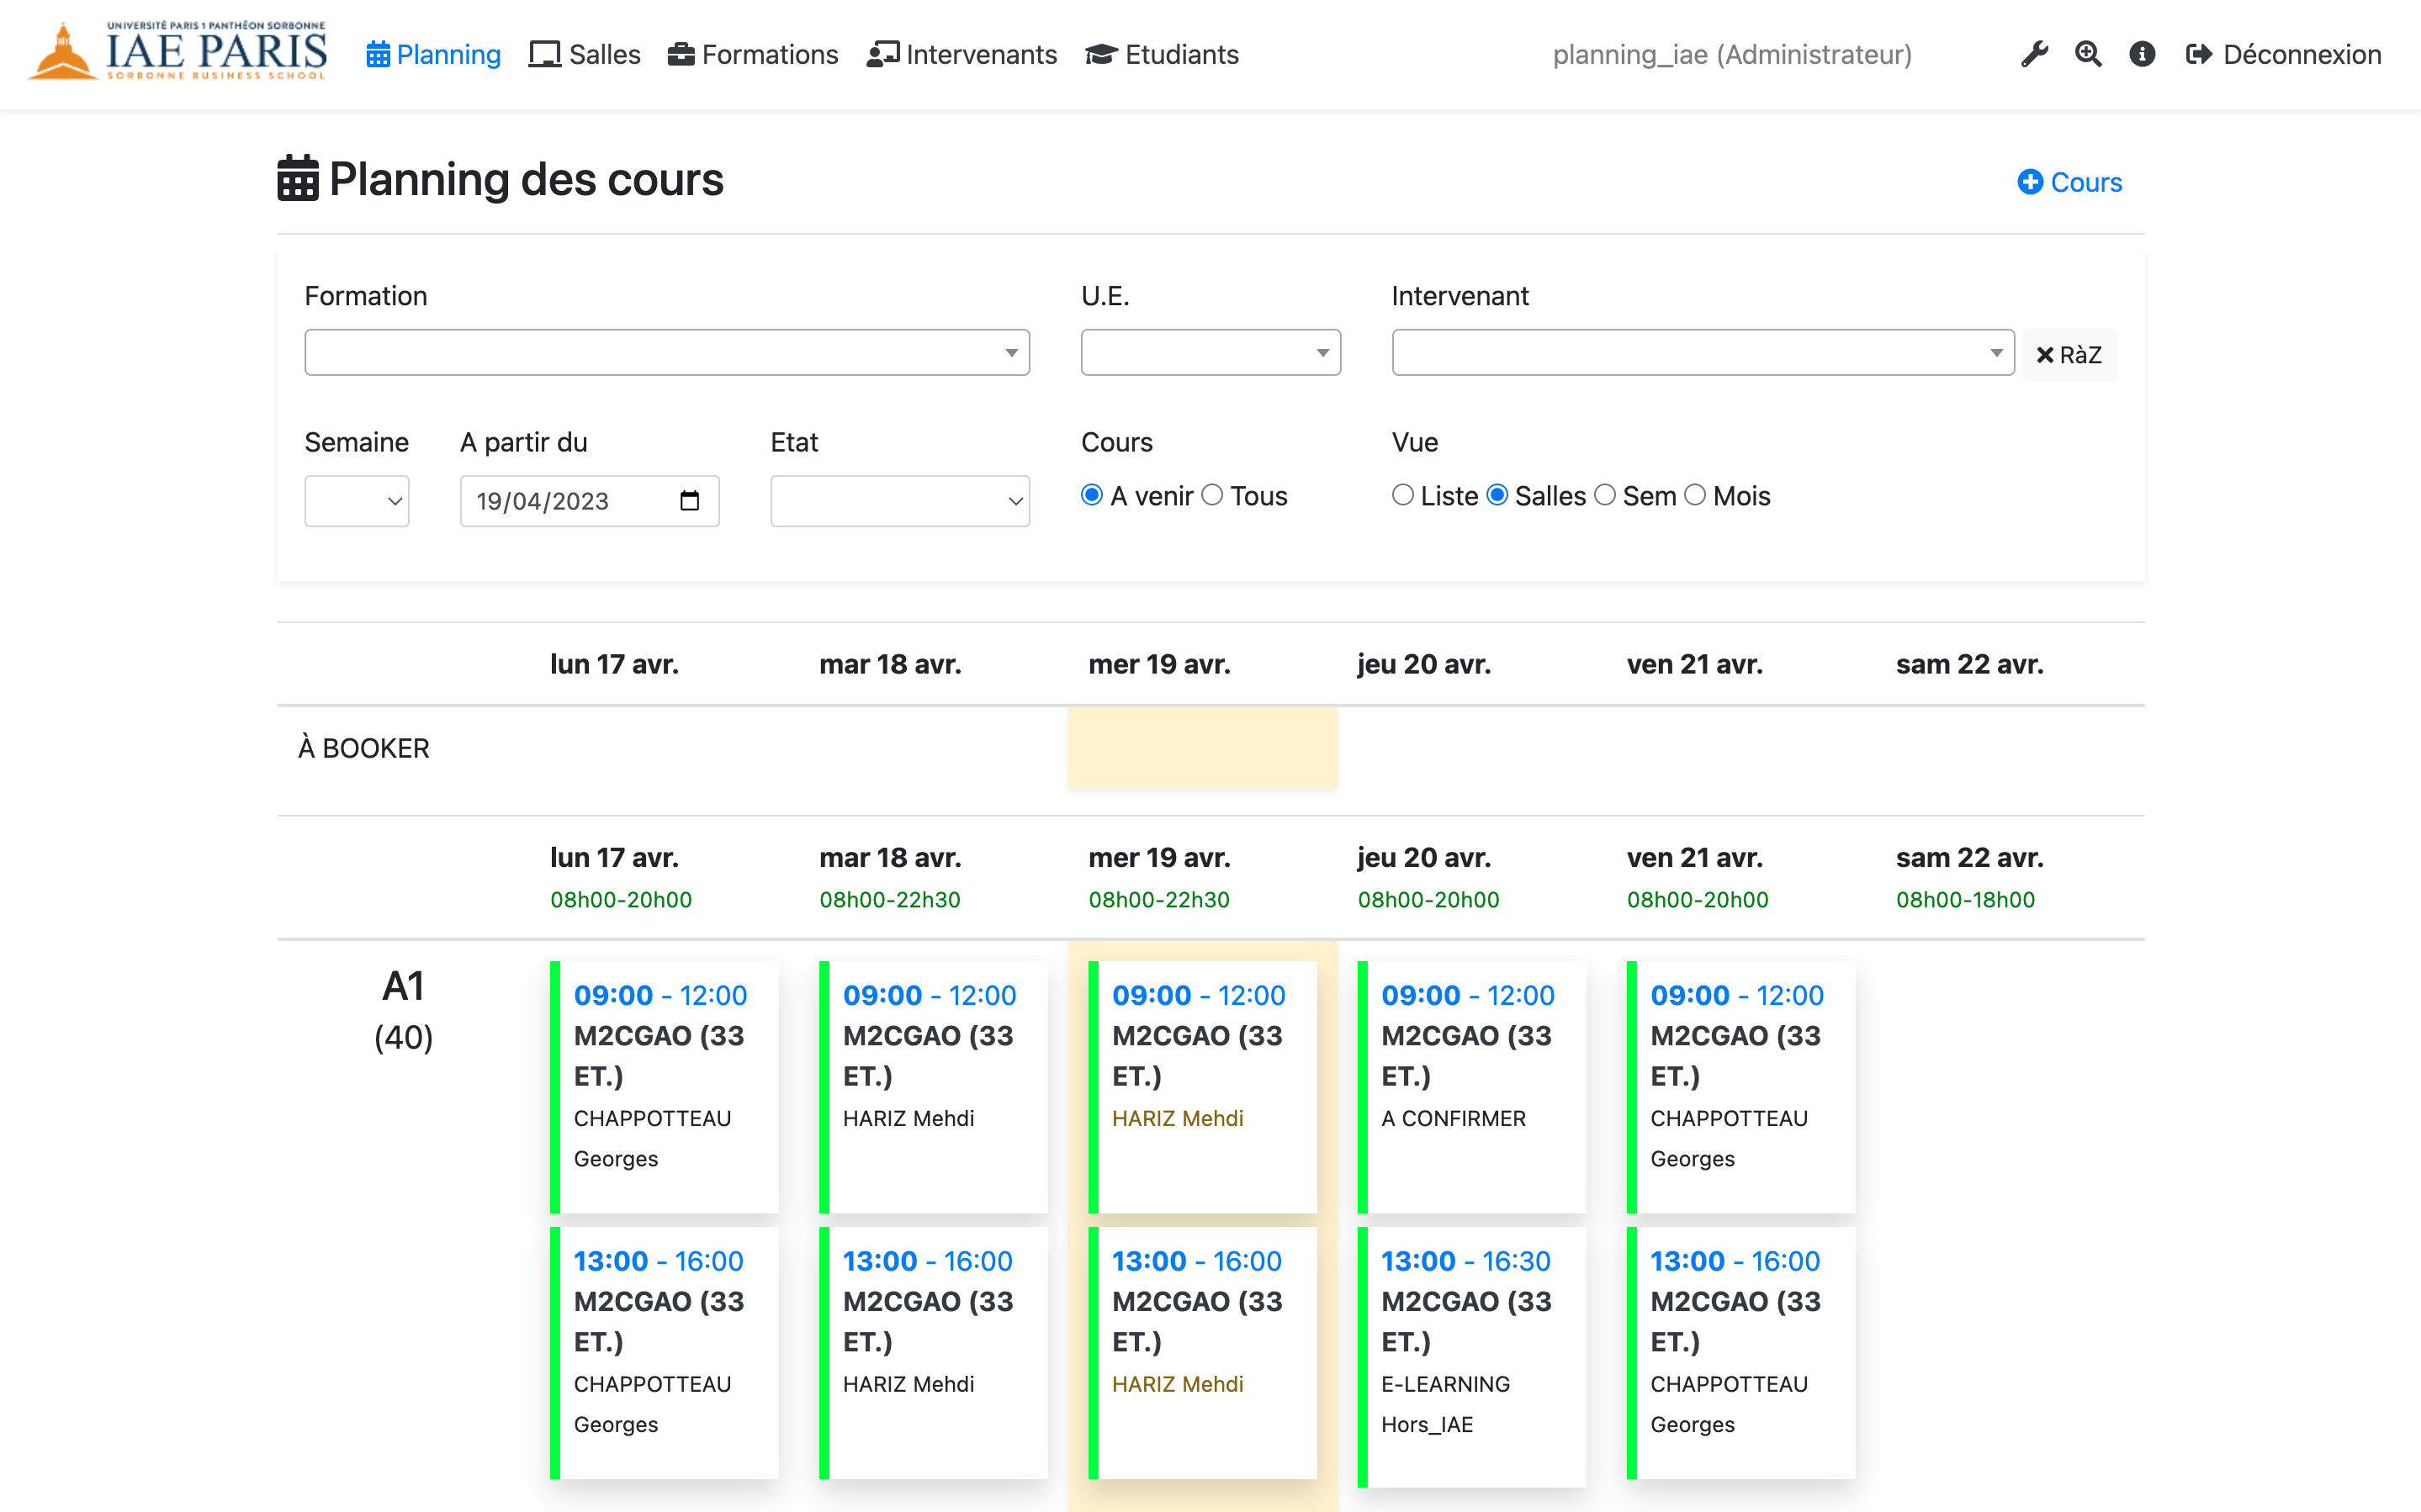 UNIVERSITÉ PARIS 1 PANTHÉON SORBONNE
IAE PARIS
SORBONNE BUSINESS SCHOOL
Planning Salles Formations Intervenants Etudiants planning_iae (Administrateur) Déconnexion
Planning des cours Cours
Formation U.E. Intervenant
RàZ
Semaine A partir du Etat Cours Vue
19/04/2023 A venir Tous Liste Salles Sem Mois
lun 17 avr. mar 18 avr. mer 19 avr. jeu 20 avr. ven 21 avr. sam 22 avr.
À BOOKER
lun 17 avr. mar 18 avr. mer 19 avr. jeu 20 avr. ven 21 avr. sam 22 avr.
08h00-20h00 08h00-22h30 08h00-22h30 08h00-20h00 08h00-20h00 08h00-18h00
A1
(40)
09:00 - 12:00
M2CGAO (33
ET.)
CHAPPOTTEAU
Georges
09:00 - 12:00
M2CGAO (33
ET.)
HARIZ Mehdi
09:00 - 12:00
M2CGAO (33
ET.)
HARIZ Mehdi
09:00 - 12:00
M2CGAO (33
ET.)
A CONFIRMER
09:00 - 12:00
M2CGAO (33
ET.)
CHAPPOTTEAU
Georges
13:00 - 16:00
M2CGAO (33
ET.)
CHAPPOTTEAU
Georges
13:00 - 16:00
M2CGAO (33
ET.)
HARIZ Mehdi
13:00 - 16:00
M2CGAO (33
ET.)
HARIZ Mehdi
13:00 - 16:30
M2CGAO (33
ET.)
E-LEARNING
Hors_IAE
13:00 - 16:00
M2CGAO (33
ET.)
CHAPPOTTEAU
Georges